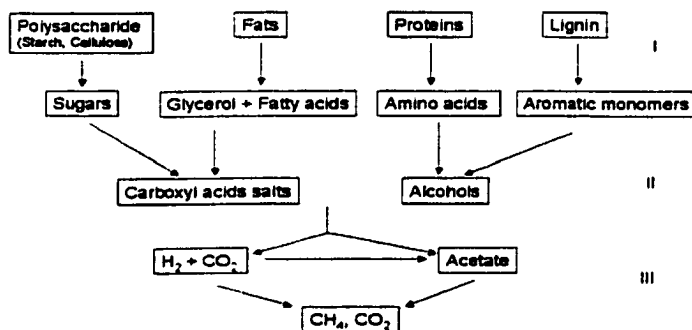 Polysaccharide
(Starch, Cellulosa)
Fats
Proteins
Lignin
I
Sugars
Glycerol + Fatty acids
Amino acids
Aromatic monomers
Carboxyl acids salts
Alcohols
II
H₂ + CO₂
Acetate
III
CH₄, CO₂